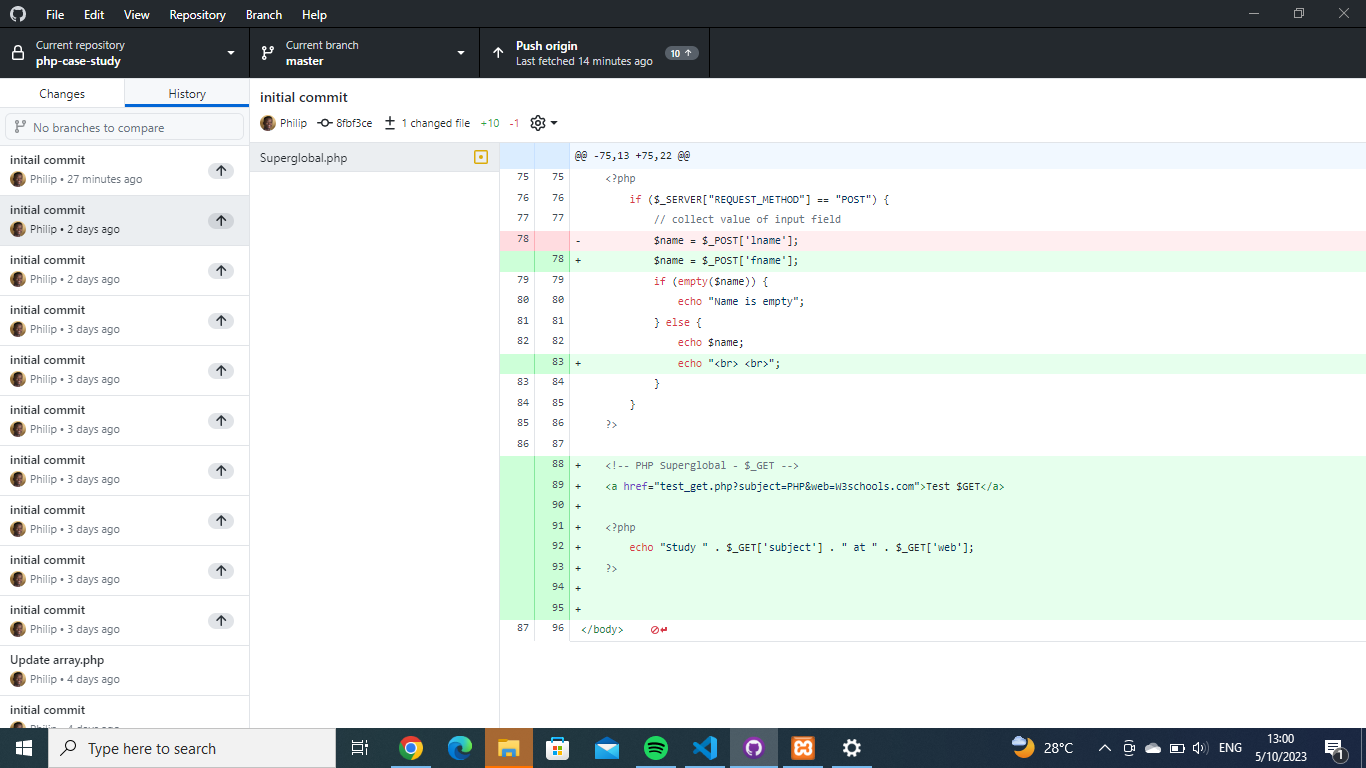 File Edit View Repository Branch Help
Current repository
php-case-study
Current branch
master
Push origin
Last fetched 14 minutes ago
10
Changes
History
No branches to compare
initail commit
Philip • 27 minutes ago
initial commit
Philip • 2 days ago
initial commit
Philip • 2 days ago
initial commit
Philip • 3 days ago
initial commit
Philip • 3 days ago
initial commit
Philip • 3 days ago
initial commit
Philip • 3 days ago
initial commit
Philip • 3 days ago
initial commit
Philip • 3 days ago
initial commit
Philip • 3 days ago
Update array.php
Philip • 4 days ago
initial commit
Philip • 4 days ago
initial commit
Philip 8fbf3ce 1 changed file +10 -1
Superglobal.php
@@ -75,13 +75,22 @@
75 75 <?php
76 76 if ($_SERVER["REQUEST_METHOD"] == "POST") {
77 77 // collect value of input field
78 - $name = $_POST['lname'];
78 + $name = $_POST['fname'];
79 79 if (empty($name)) {
80 80 echo "Name is empty";
81 81 } else {
82 82 echo $name;
83 + echo "<br> <br>";
83 84 }
84 85 }
85 86 ?>
86 87
88 + <!-- PHP Superglobal - $_GET -->
89 + <a href="test_get.php?subject=PHP&web=W3schools.com">Test $GET</a>
90 +
91 + <?php
92 + echo "Study " . $_GET['subject'] . " at " . $_GET['web'];
93 + ?>
94 +
95 +
87 96 </body>
Type here to search
28°C
ENG
13:00
5/10/2023
1